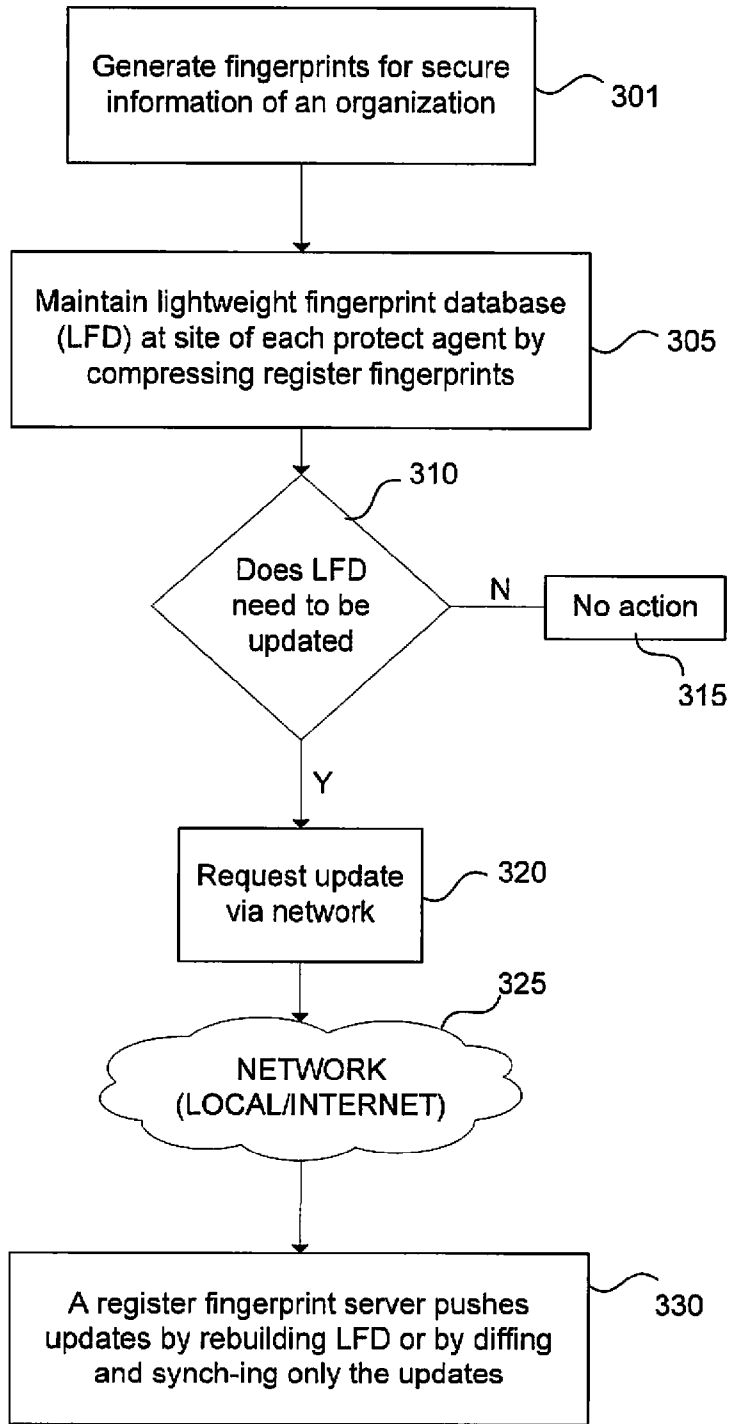 Generate fingerprints for secure
information of an organization
301
Maintain lightweight fingerprint database
(LFD) at site of each protect agent by
compressing register fingerprints
305
310
Does LFD
need to be
updated
N
No action
315
Y
Request update
via network
320
325
NETWORK
(LOCAL/INTERNET)
A register fingerprint server pushes
updates by rebuilding LFD or by diffing
and synch-ing only the updates
330